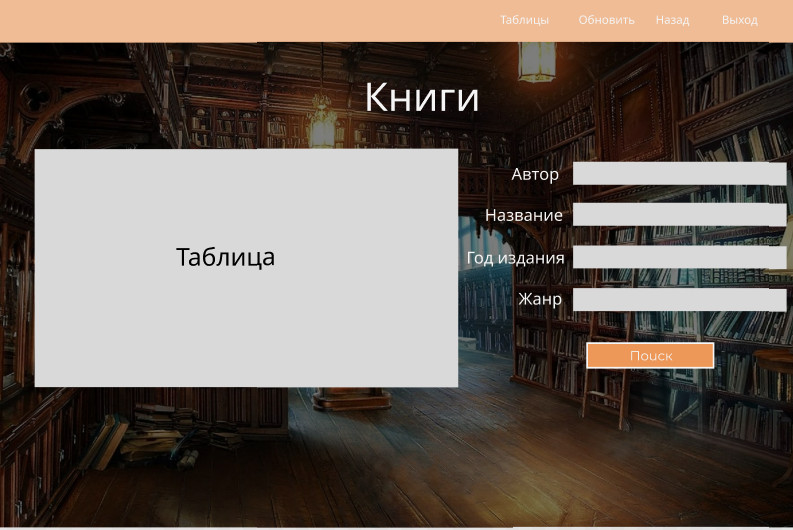 Таблицы Обновить Назад Выход
Книги
Таблица
Автор
Название
Год издания
Жанр
Поиск